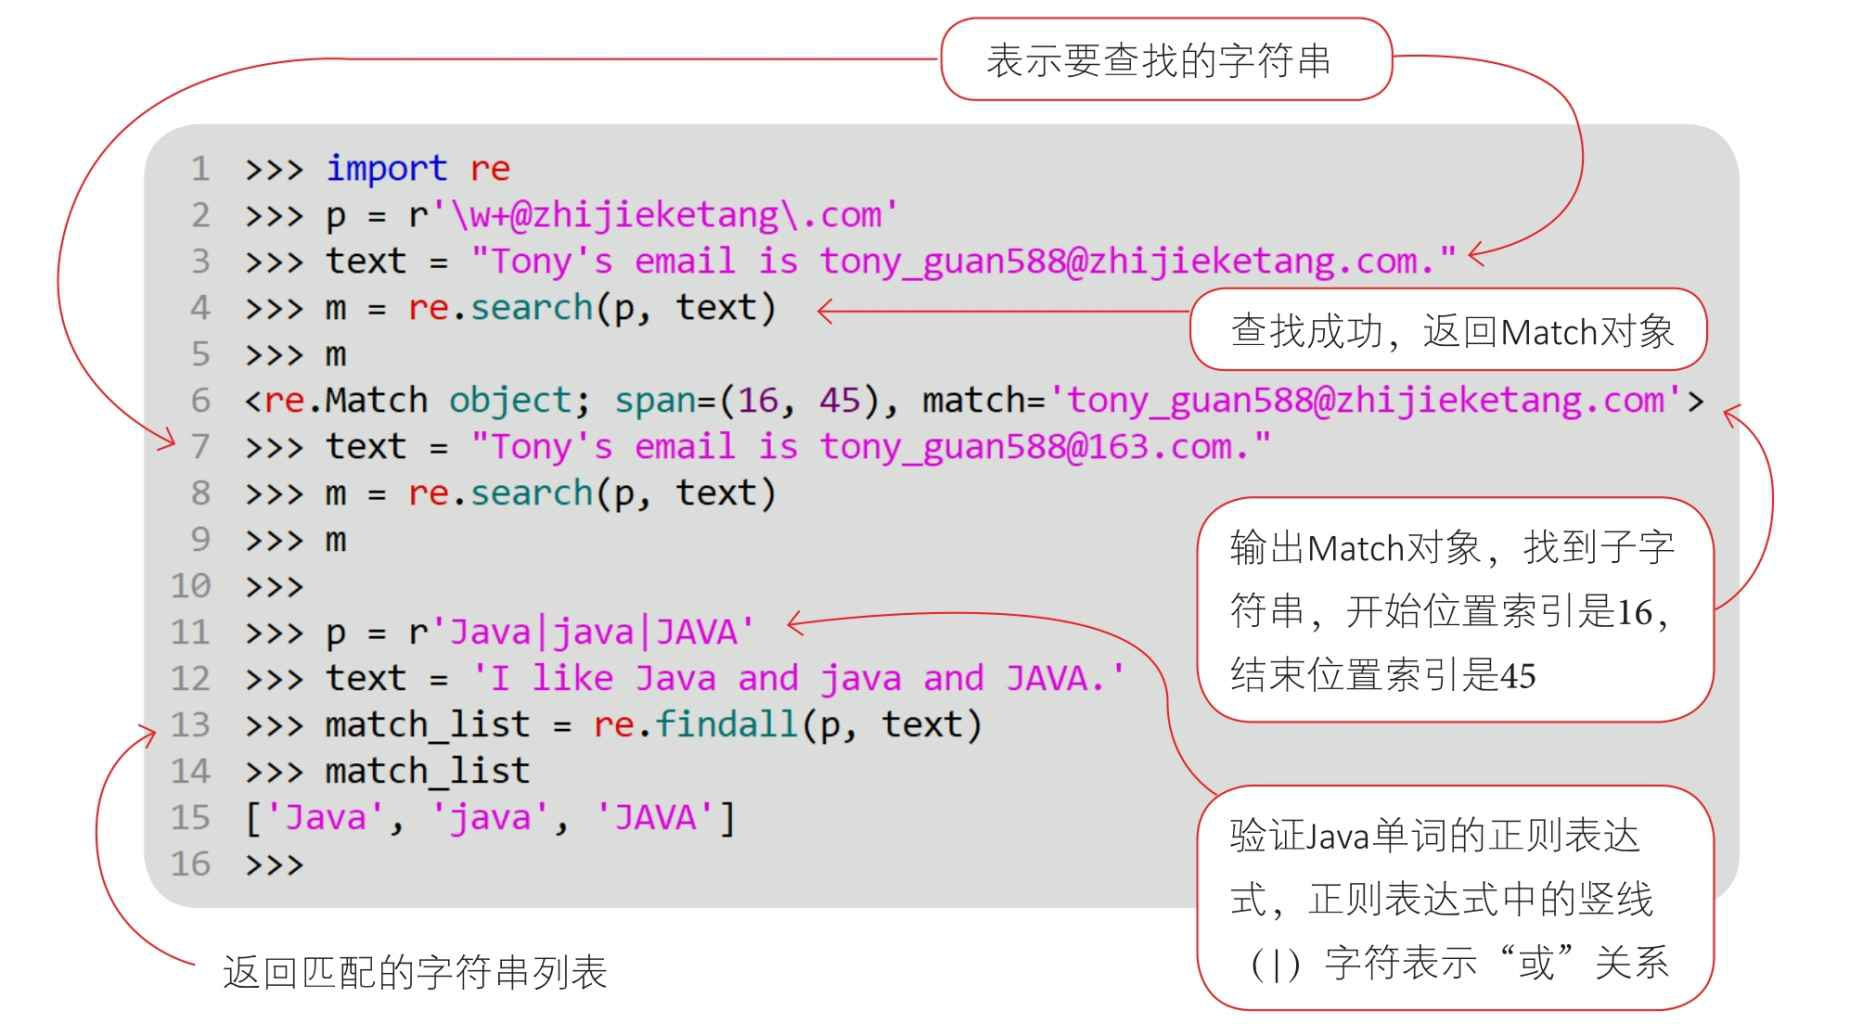 表示要查找的字符串
1 >>> import re
2 >>> p = r'\w+@zhijieketang\.com'
3 >>> text = "Tony's email is tony_guan588@zhijieketang.com."
4 >>> m = re.search(p, text)
查找成功，返回Match对象
5 >>> m
6 <re.Match object; span=(16, 45), match='tony_guan588@zhijieketang.com'>
7 >>> text = "Tony's email is tony_guan588@163.com."
8 >>> m = re.search(p, text)
9 >>> m
10 >>>
输出Match对象，找到子字
符串，开始位置索引是16，
结束位置索引是45
11 >>> p = r'Java|java|JAVA'
12 >>> text = 'I like Java and java and JAVA.'
13 >>> match_list = re.findall(p, text)
14 >>> match_list
15 ['Java', 'java', 'JAVA']
16 >>>
验证Java单词的正则表达
式，正则表达式中的竖线
（|）字符表示“或”关系
返回匹配的字符串列表